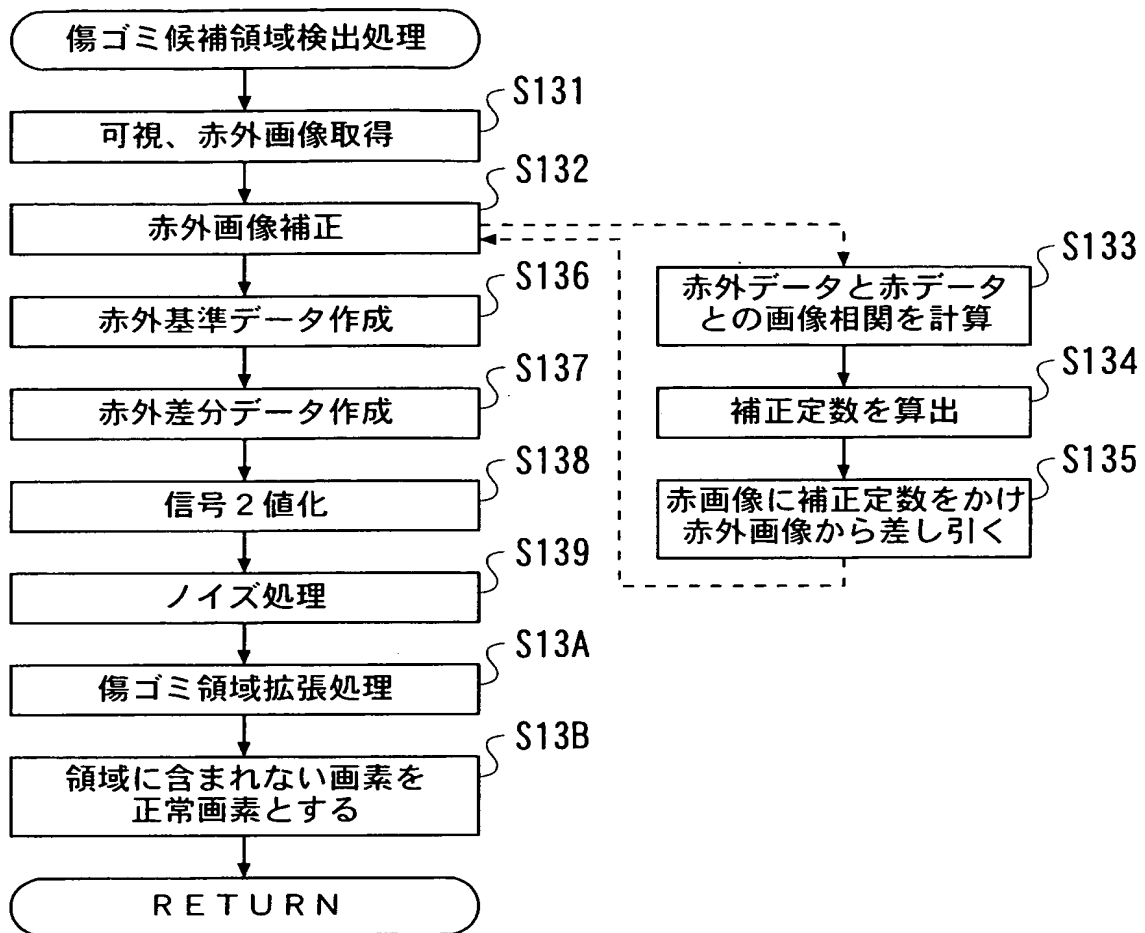 傷ゴミ候補領域検出処理
S131
可視、赤外画像取得
S132
赤外画像補正
S133
赤外データと赤データ
との画像相関を計算
S134
補正定数を算出
S135
赤画像に補正定数をかけ
赤外画像から差し引く
S136
赤外基準データ作成
S137
赤外差分データ作成
S138
信号２値化
S139
ノイズ処理
S13A
傷ゴミ領域拡張処理
S13B
領域に含まれない画素を
正常画素とする
ＲＥＴＵＲＮ